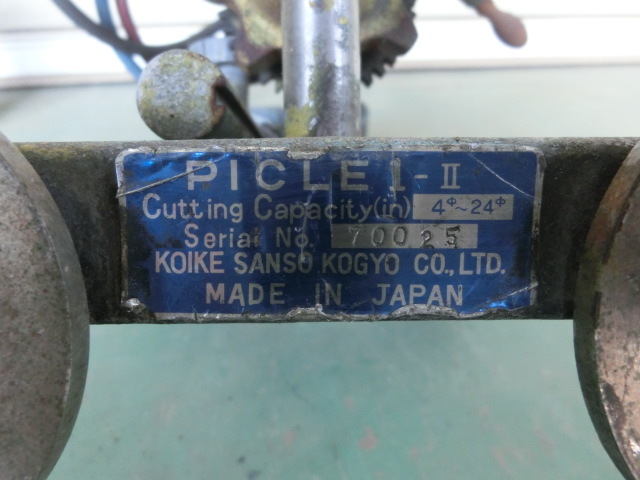 PICLE 1-II
Cutting Capacity(in) 4Φ~24Φ
Serial No. 70025
KOIKE SANSO KOGYO CO., LTD.
MADE IN JAPAN